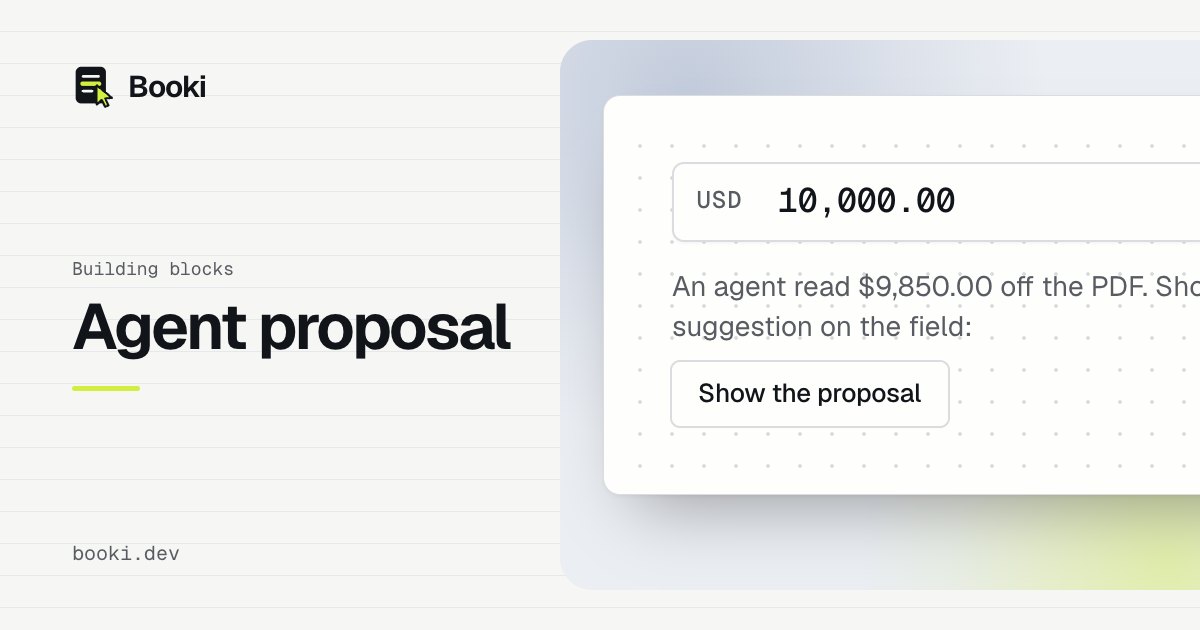 Booki
Building blocks
Agent proposal
booki.dev
USD 10,000.00
An agent read $9,850.00 off the PDF. Sho
suggestion on the field:
Show the proposal